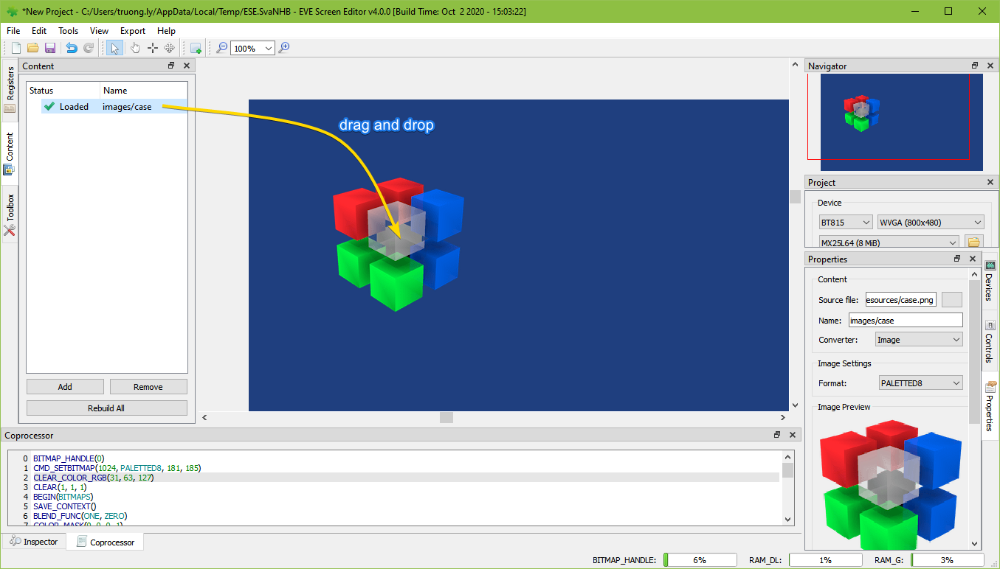 *New Project - C:/Users/truong.ly/AppData/Local/Temp/ESE.SvaNHB - EVE Screen Editor v4.0.0 [Build Time: Oct  2 2020 - 15:03:22]
File Edit Tools View Export Help
100%
Registers
Content
Toolbox
Content
Status Name
Loaded images/case
Add Remove
Rebuild All
drag and drop
Navigator
Project
Device
BT815 WVGA (800x480)
MX25L64 (8 MiB)
Properties
Content
Source file: esources/case.png
Name: images/case
Converter: Image
Image Settings
Format: PALETTED8
Image Preview
Devices
Controls
Properties
Coprocessor
0 BITMAP_HANDLE(0)
1 CMD_SETBITMAP(1024, PALETTED8, 181, 185)
2 CLEAR_COLOR_RGB(31, 63, 127)
3 CLEAR(1, 1, 1)
4 BEGIN(BITMAPS)
5 SAVE_CONTEXT()
6 BLEND_FUNC(ONE, ZERO)
7 COLOR_MASK(0, 0, 0, 1)
Inspector Coprocessor
BITMAP_HANDLE: 6% RAM_DL: 1% RAM_G: 3%